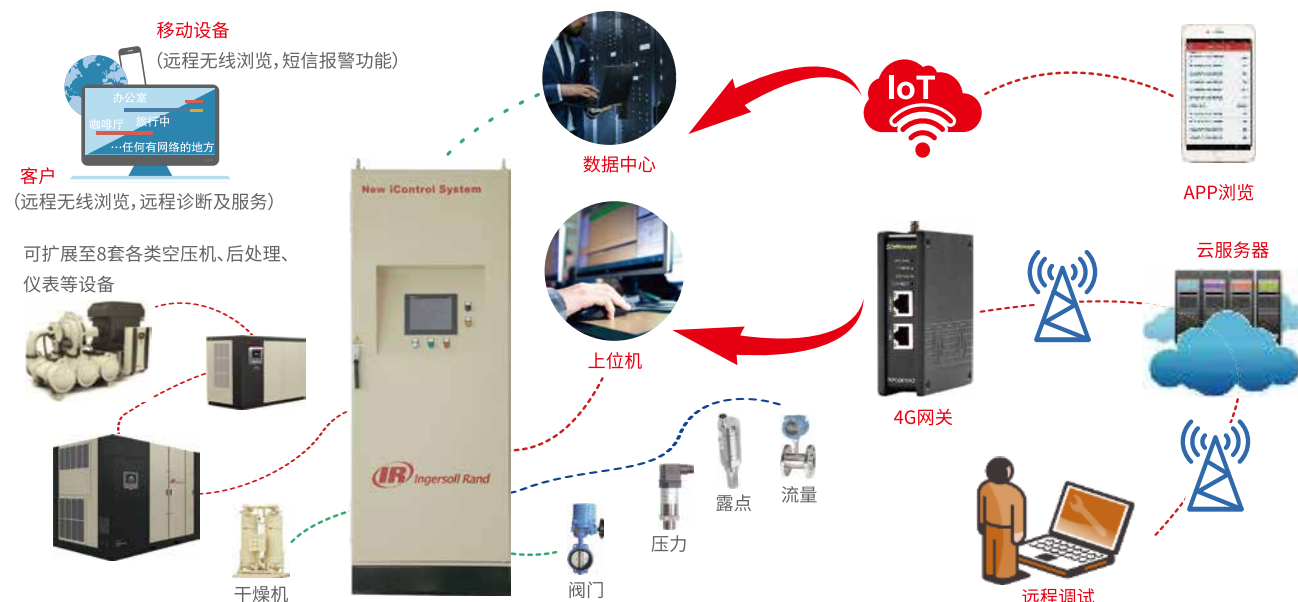 移动设备
（远程无线浏览，短信报警功能）
办公室
咖啡厅
旅行中
…任何有网络的地方
客户
（远程无线浏览，远程诊断及服务）
可扩展至8套各类空压机、后处理、
仪表等设备
干燥机
New iControl System
IR Ingersoll Rand
数据中心
上位机
阀门
压力
露点
流量
IoT
APP浏览
4G网关
云服务器
远程调试